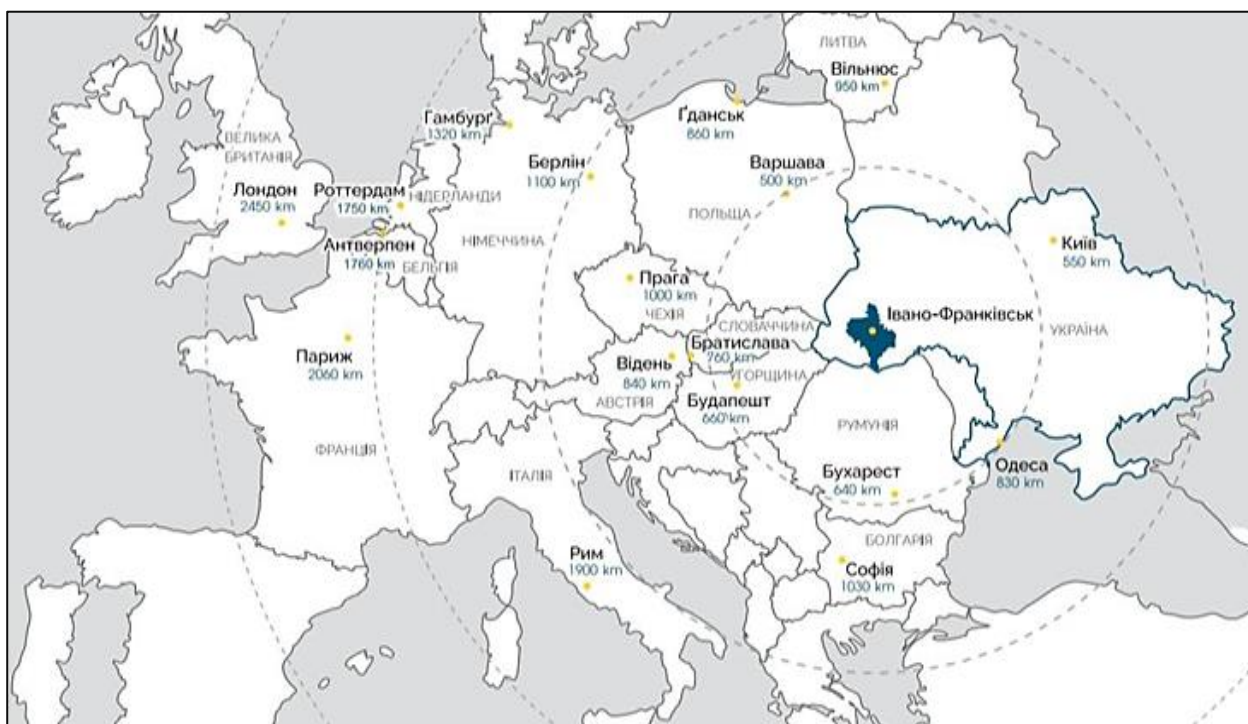 ЛИТВА
Вільнюс
950 km
Гамбурґ
1320 km
Ґданськ
860 km
ВЕЛИКА
БРИТАНІЯ
Берлін
1100 km
Варшава
500 km
Лондон
2450 km
Роттердам
1750 km
НІДЕРЛАНДИ
ПОЛЬЩА
Антверпен
1760 km
БЕЛЬГІЯ
НІМЕЧЧИНА
Київ
550 km
Прага
1000 km
ЧЕХІЯ
Івано-Франківськ
УКРАЇНА
СЛОВАЧЧИНА
Братислава
760 km
Париж
2060 km
Відень
840 km
УГОРЩИНА
АВСТРІЯ
Будапешт
660 km
РУМУНІЯ
ФРАНЦІЯ
ІТАЛІЯ
Бухарест
640 km
Одеса
830 km
БОЛГАРІЯ
Рим
1900 km
Софія
1030 km